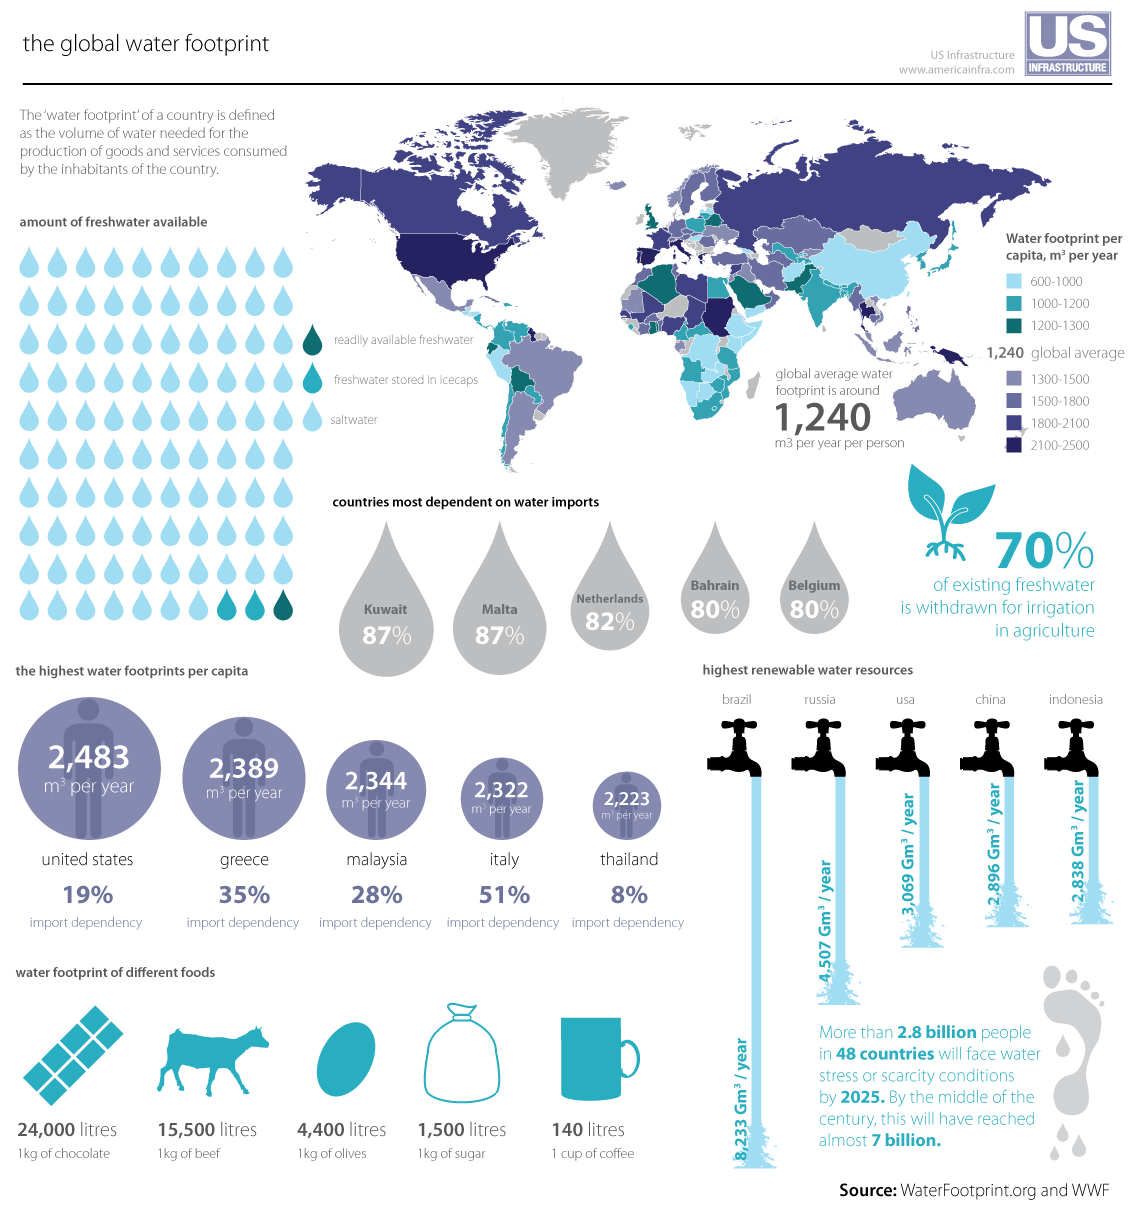 the global water footprint
US Infrastructure
www.americainfra.com
US
INFRASTRUCTURE
The 'water footprint' of a country is defined
as the volume of water needed for the
production of goods and services consumed
by the inhabitants of the country.
amount of freshwater available
readily available freshwater
freshwater stored in icecaps
saltwater
Water footprint per
capita, m³ per year
600-1000
1000-1200
1200-1300
1,240 global average
1300-1500
1500-1800
1800-2100
2100-2500
global average water
footprint is around
1,240
m3 per year per person
countries most dependent on water imports
Kuwait
87%
Malta
87%
Netherlands
82%
Bahrain
80%
Belgium
80%
70%
of existing freshwater
is withdrawn for irrigation
in agriculture
the highest water footprints per capita
2,483
m³ per year
united states
19%
import dependency
2,389
m³ per year
greece
35%
import dependency
2,344
m³ per year
malaysia
28%
import dependency
2,322
m³ per year
italy
51%
import dependency
2,223
m³ per year
thailand
8%
import dependency
highest renewable water resources
brazil
russia
usa
china
indonesia
8,233 Gm³ / year
4,507 Gm³ / year
3,069 Gm³ / year
2,896 Gm³ / year
2,838 Gm³ / year
water footprint of different foods
24,000 litres
1kg of chocolate
15,500 litres
1kg of beef
4,400 litres
1kg of olives
1,500 litres
1kg of sugar
140 litres
1 cup of coffee
More than 2.8 billion people
in 48 countries will face water
stress or scarcity conditions
by 2025. By the middle of the
century, this will have reached
almost 7 billion.
Source: WaterFootprint.org and WWF